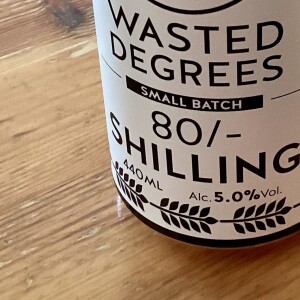 WASTED
DEGREES
SMALL BATCH
80/-
SHILLING
440ML
Alc. 5.0% Vol.